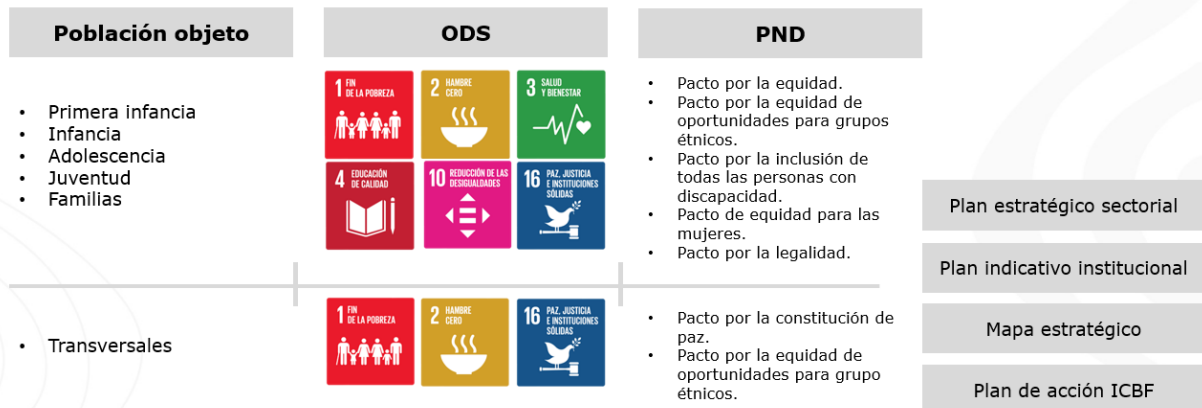 Población objeto
ODS
PND
• Primera infancia
• Infancia
• Adolescencia
• Juventud
• Familias
1 FIN
DE LA POBREZA
2 HAMBRE
CERO
3 SALUD
Y BIENESTAR
4 EDUCACIÓN
DE CALIDAD
10 REDUCCIÓN DE LAS
DESIGUALDADES
16 PAZ, JUSTICIA
E INSTITUCIONES
SÓLIDAS
• Pacto por la equidad.
• Pacto por la equidad de
oportunidades para grupos
étnicos.
• Pacto por la inclusión de
todas las personas con
discapacidad.
• Pacto de equidad para las
mujeres.
• Pacto por la legalidad.
• Transversales
1 FIN
DE LA POBREZA
2 HAMBRE
CERO
16 PAZ, JUSTICIA
E INSTITUCIONES
SÓLIDAS
• Pacto por la constitución de
paz.
• Pacto por la equidad de
oportunidades para grupo
étnicos.
Plan estratégico sectorial
Plan indicativo institucional
Mapa estratégico
Plan de acción ICBF